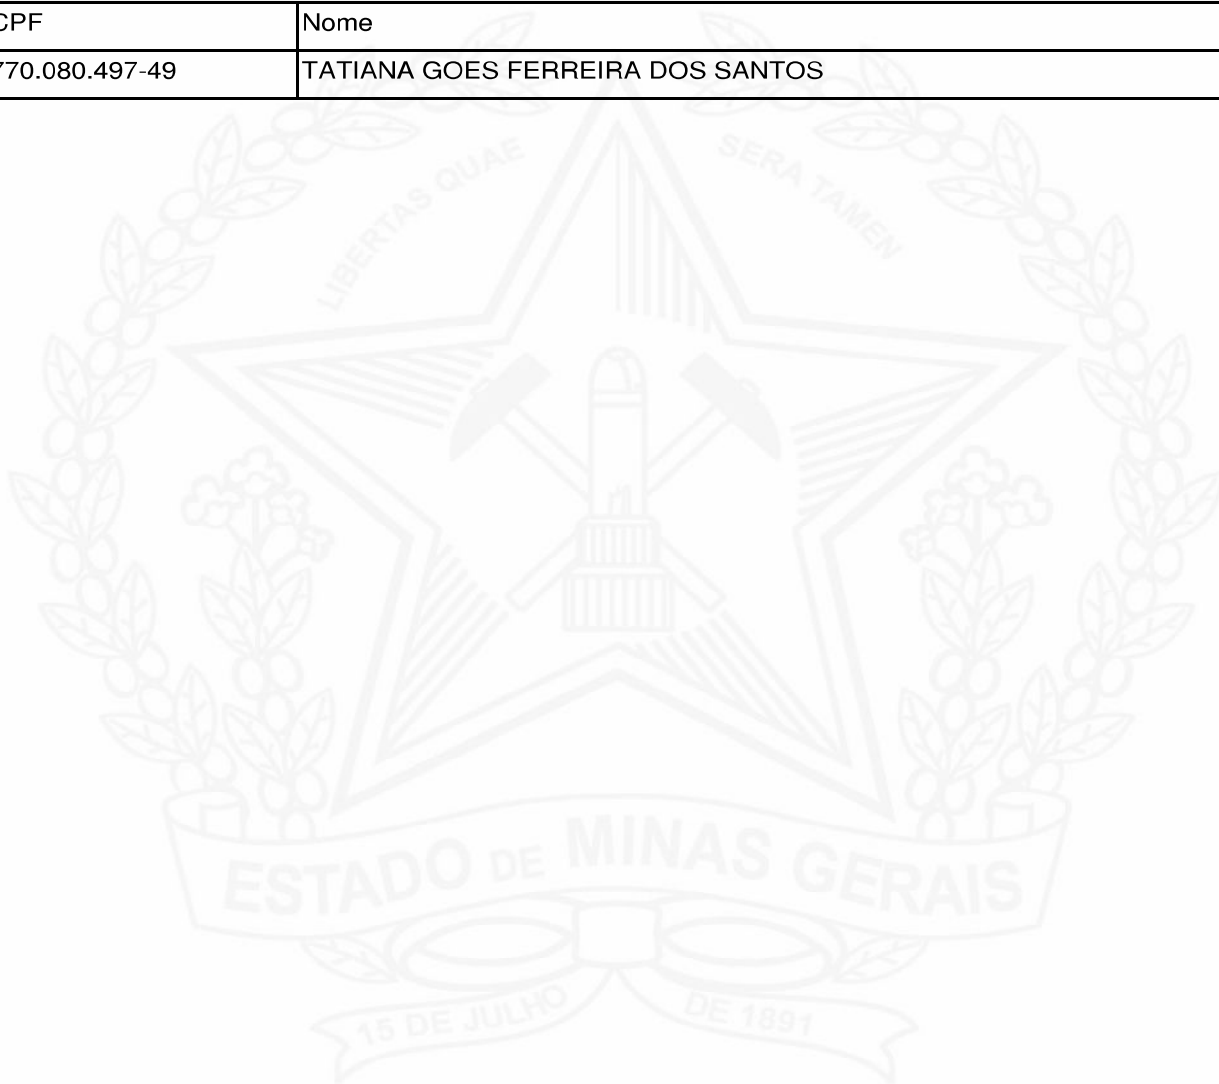 CPF Nome
770.080.497-49 TATIANA GOES FERREIRA DOS SANTOS
LIBERTAS QUAE SERA TAMEN
ESTADO DE MINAS GERAIS
15 DE JULHO DE 1891